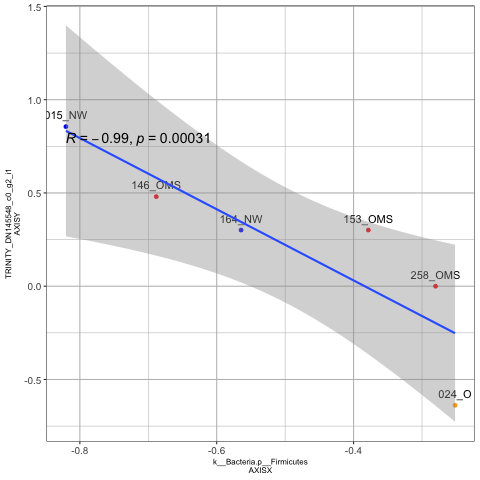 1.5
1.0
0.5
0.0
-0.5
015_NW
R = −0.99, p = 0.00031
146_OMS
164_NW
153_OMS
258_OMS
024_O
TRINITY_DN145548_c0_g2_i1
AXISY
-0.8
-0.6
-0.4
k__Bacteria.p__Firmicutes
AXISX